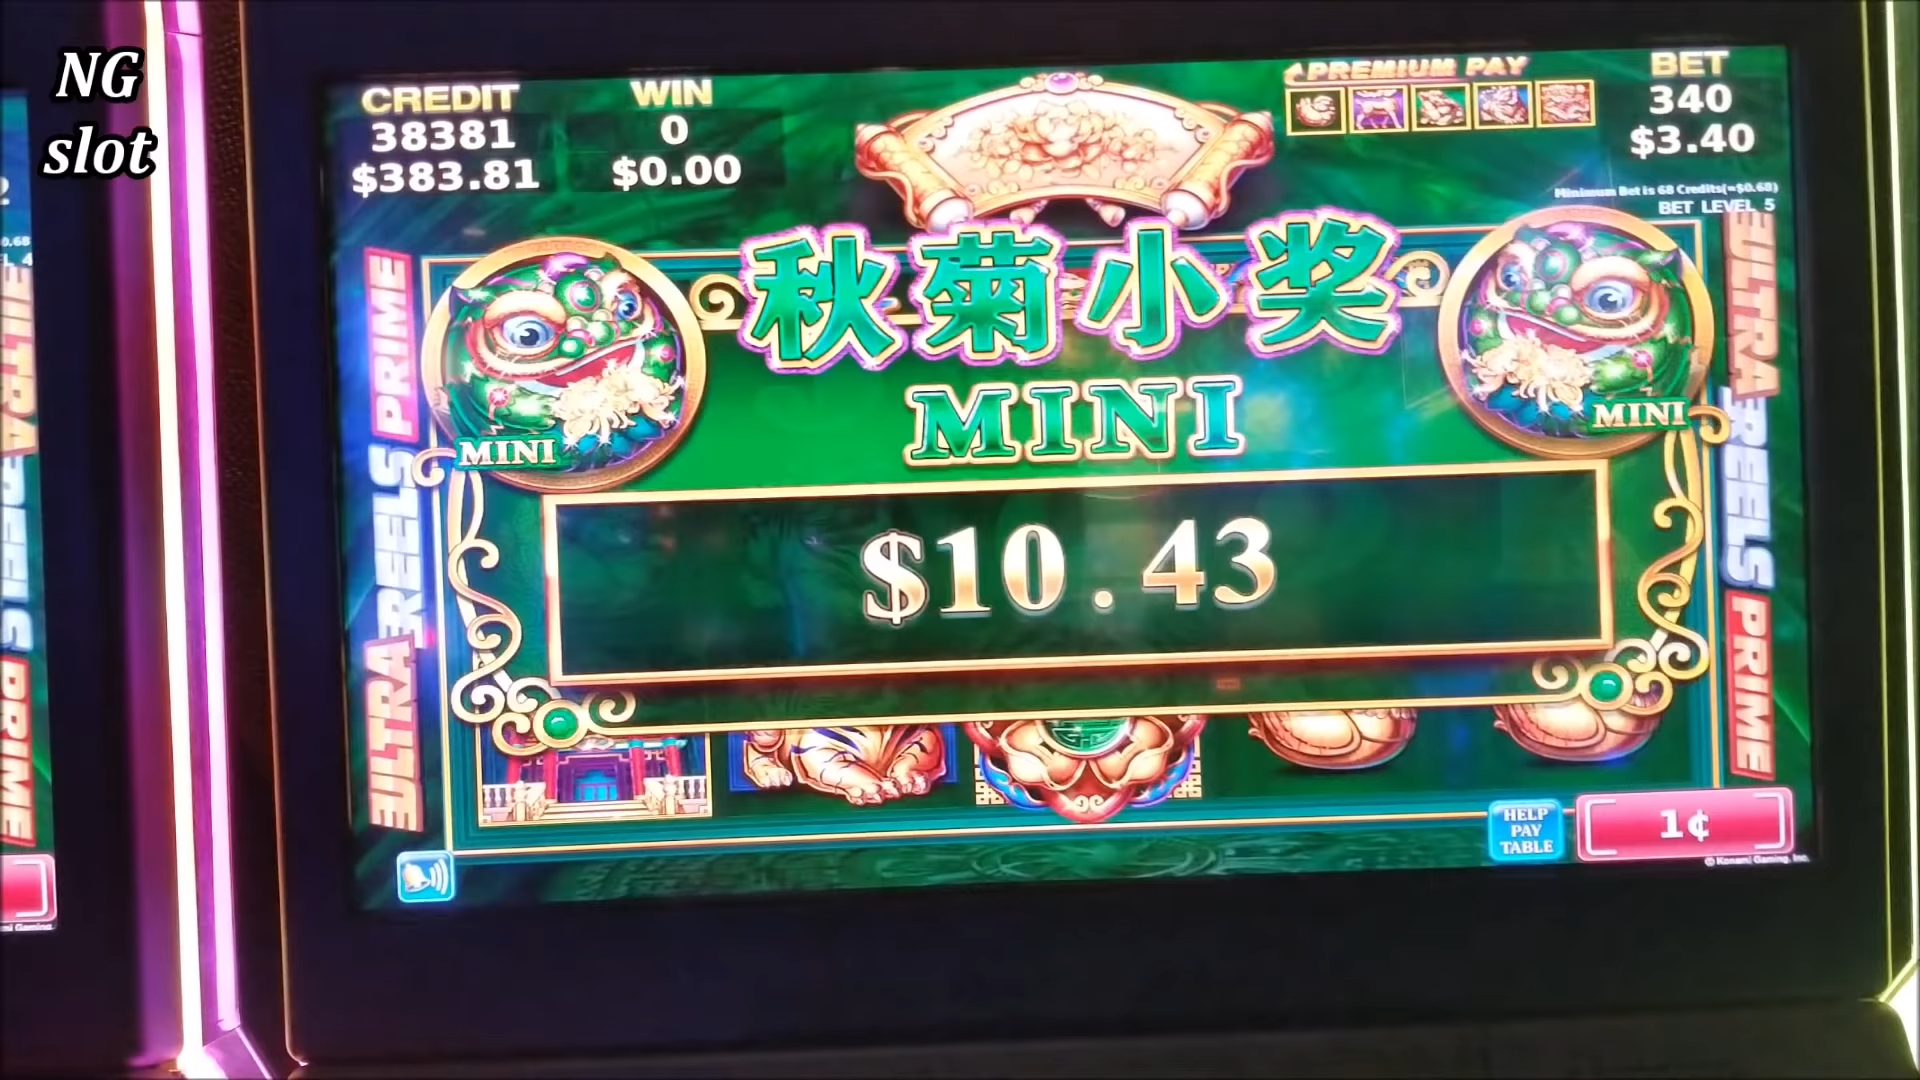 NG
slot
CREDIT
38381
$383.81
WIN
0
$0.00
PREMIUM PAY
BET
340
$3.40
Minimum Bet is 68 Credits(=$0.68)
BET LEVEL 5
秋菊小奖
MINI
MINI
MINI
$10.43
ULTRA REELS PRIME
ULTRA REELS PRIME
HELP
PAY
TABLE
1¢
© Konami Gaming, Inc.